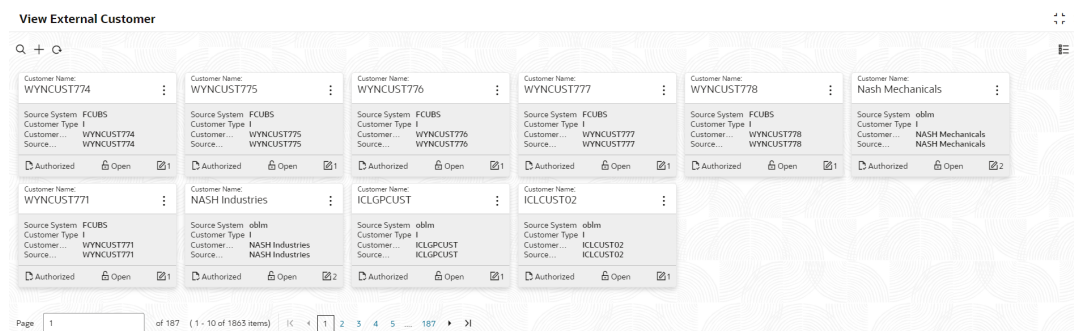 View External Customer
Customer Name:
WYNCUST774
Source System FCUBS
Customer Type I
Customer... WYNCUST774
Source... WYNCUST774
Authorized Open 1
Customer Name:
WYNCUST775
Source System FCUBS
Customer Type I
Customer... WYNCUST775
Source... WYNCUST775
Authorized Open 1
Customer Name:
WYNCUST776
Source System FCUBS
Customer Type I
Customer... WYNCUST776
Source... WYNCUST776
Authorized Open 1
Customer Name:
WYNCUST777
Source System FCUBS
Customer Type I
Customer... WYNCUST777
Source... WYNCUST777
Authorized Open 1
Customer Name:
WYNCUST778
Source System FCUBS
Customer Type I
Customer... WYNCUST778
Source... WYNCUST778
Authorized Open 1
Customer Name:
Nash Mechanicals
Source System oblm
Customer Type I
Customer... NASH Mechanicals
Source... NASH Mechanicals
Authorized Open 2
Customer Name:
WYNCUST771
Source System FCUBS
Customer Type I
Customer... WYNCUST771
Source... WYNCUST771
Authorized Open 1
Customer Name:
NASH Industries
Source System oblm
Customer Type I
Customer... NASH Industries
Source... NASH Industries
Authorized Open 2
Customer Name:
ICLGPCUST
Source System oblm
Customer Type I
Customer... ICLGPCUST
Source... ICLGPCUST
Authorized Open 1
Customer Name:
ICLCUST02
Source System oblm
Customer Type I
Customer... ICLCUST02
Source... ICLCUST02
Authorized Open 1
Page 1 of 187 (1 - 10 of 1863 items) 1 2 3 4 5 ... 187